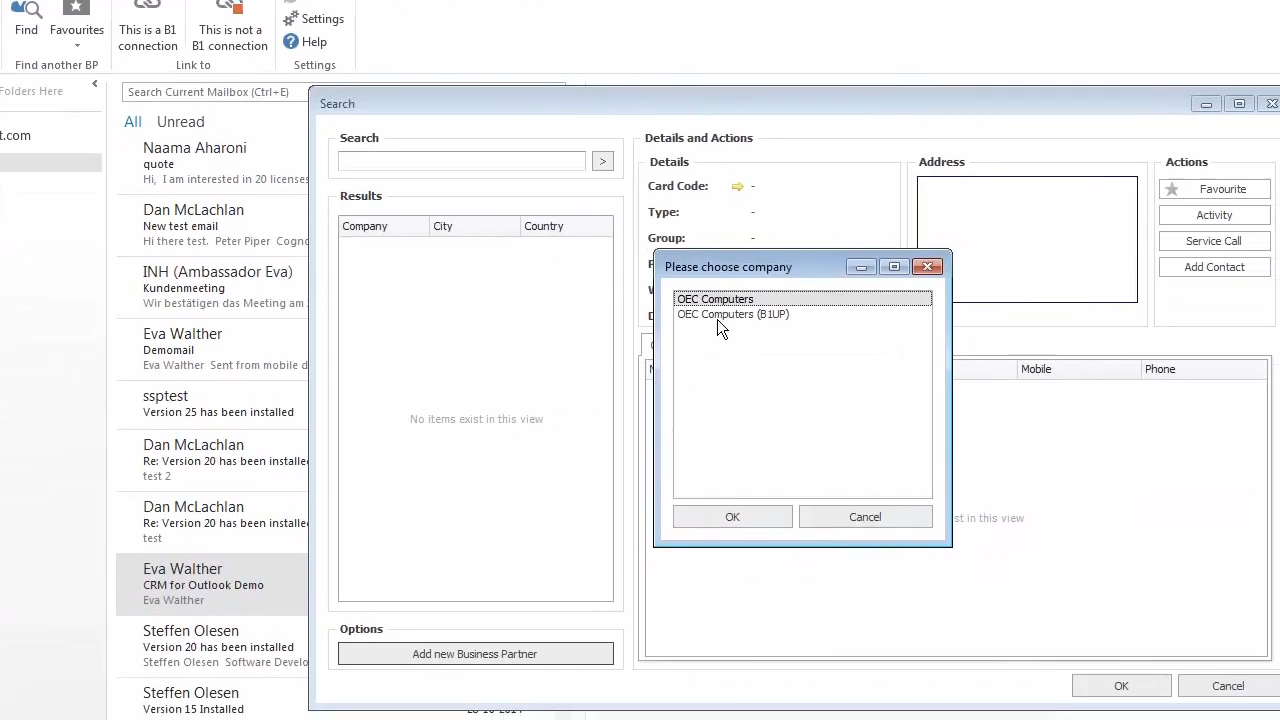 Find
Favourites
This is a B1
connection
This is not a
B1 connection
Settings
Help
Find another BP
Link to
Settings
Folders Here
t.com
Search Current Mailbox (Ctrl+E)
All Unread
Naama Aharoni
quote
Hi, I am interested in 20 licenses
Dan McLachlan
New test email
Hi there test. Peter Piper Cogno
INH (Ambassador Eva)
Kundenmeeting
Wir bestätigen das Meeting am
Eva Walther
Demomail
Eva Walther Sent from mobile d
ssptest
Version 25 has been installed
Dan McLachlan
Re: Version 20 has been installe
test 2
Dan McLachlan
Re: Version 20 has been installe
test
Eva Walther
CRM for Outlook Demo
Eva Walther
Steffen Olesen
Version 20 has been installed
Steffen Olesen Software Develo
Steffen Olesen
Version 15 Installed
Search
Search
>
Results
Company City Country
No items exist in this view
Options
Add new Business Partner
Details and Actions
Details
Card Code: -
Type: -
Group: -
Address
Actions
Favourite
Activity
Service Call
Add Contact
Please choose company
OEC Computers
OEC Computers (B1UP)
OK Cancel
Mobile Phone
st in this view
OK Cancel